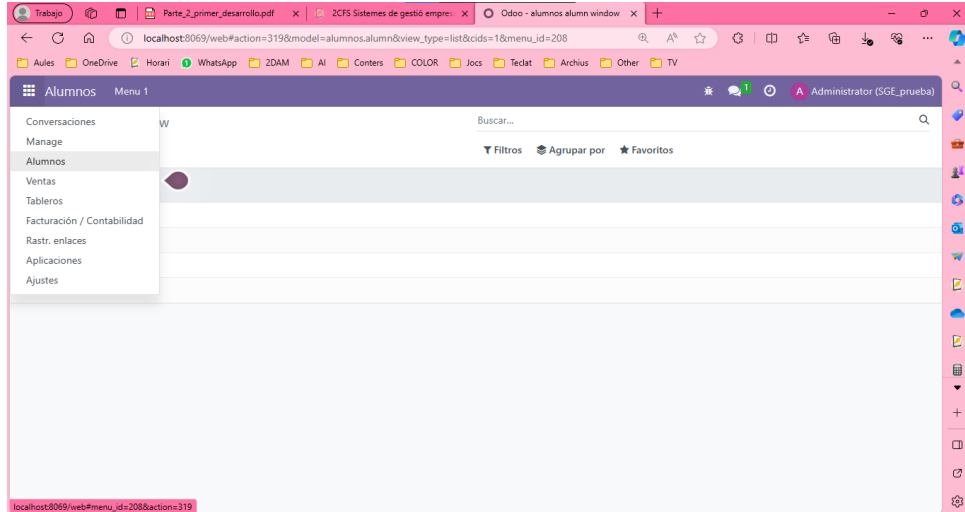 Trabajo
Parte_2_primer_desarrollo.pdf
2CFS Sistemes de gestió empres
Odoo - alumnos alumn window
localhost:8069/web#action=319&model=alumnos.alumn&view_type=list&cids=1&menu_id=208
Aules OneDrive Horari WhatsApp 2DAM AI Conters COLOR Jocs Teclat Archius Other TV
Alumnos Menu 1 1 A Administrator (SGE_prueba)
Conversaciones
w Buscar...
Manage
Filtros Agrupar por Favoritos
Alumnos
Ventas
Tableros
Facturación / Contabilidad
Rastr. enlaces
Aplicaciones
Ajustes
localhost:8069/web#menu_id=208&action=319